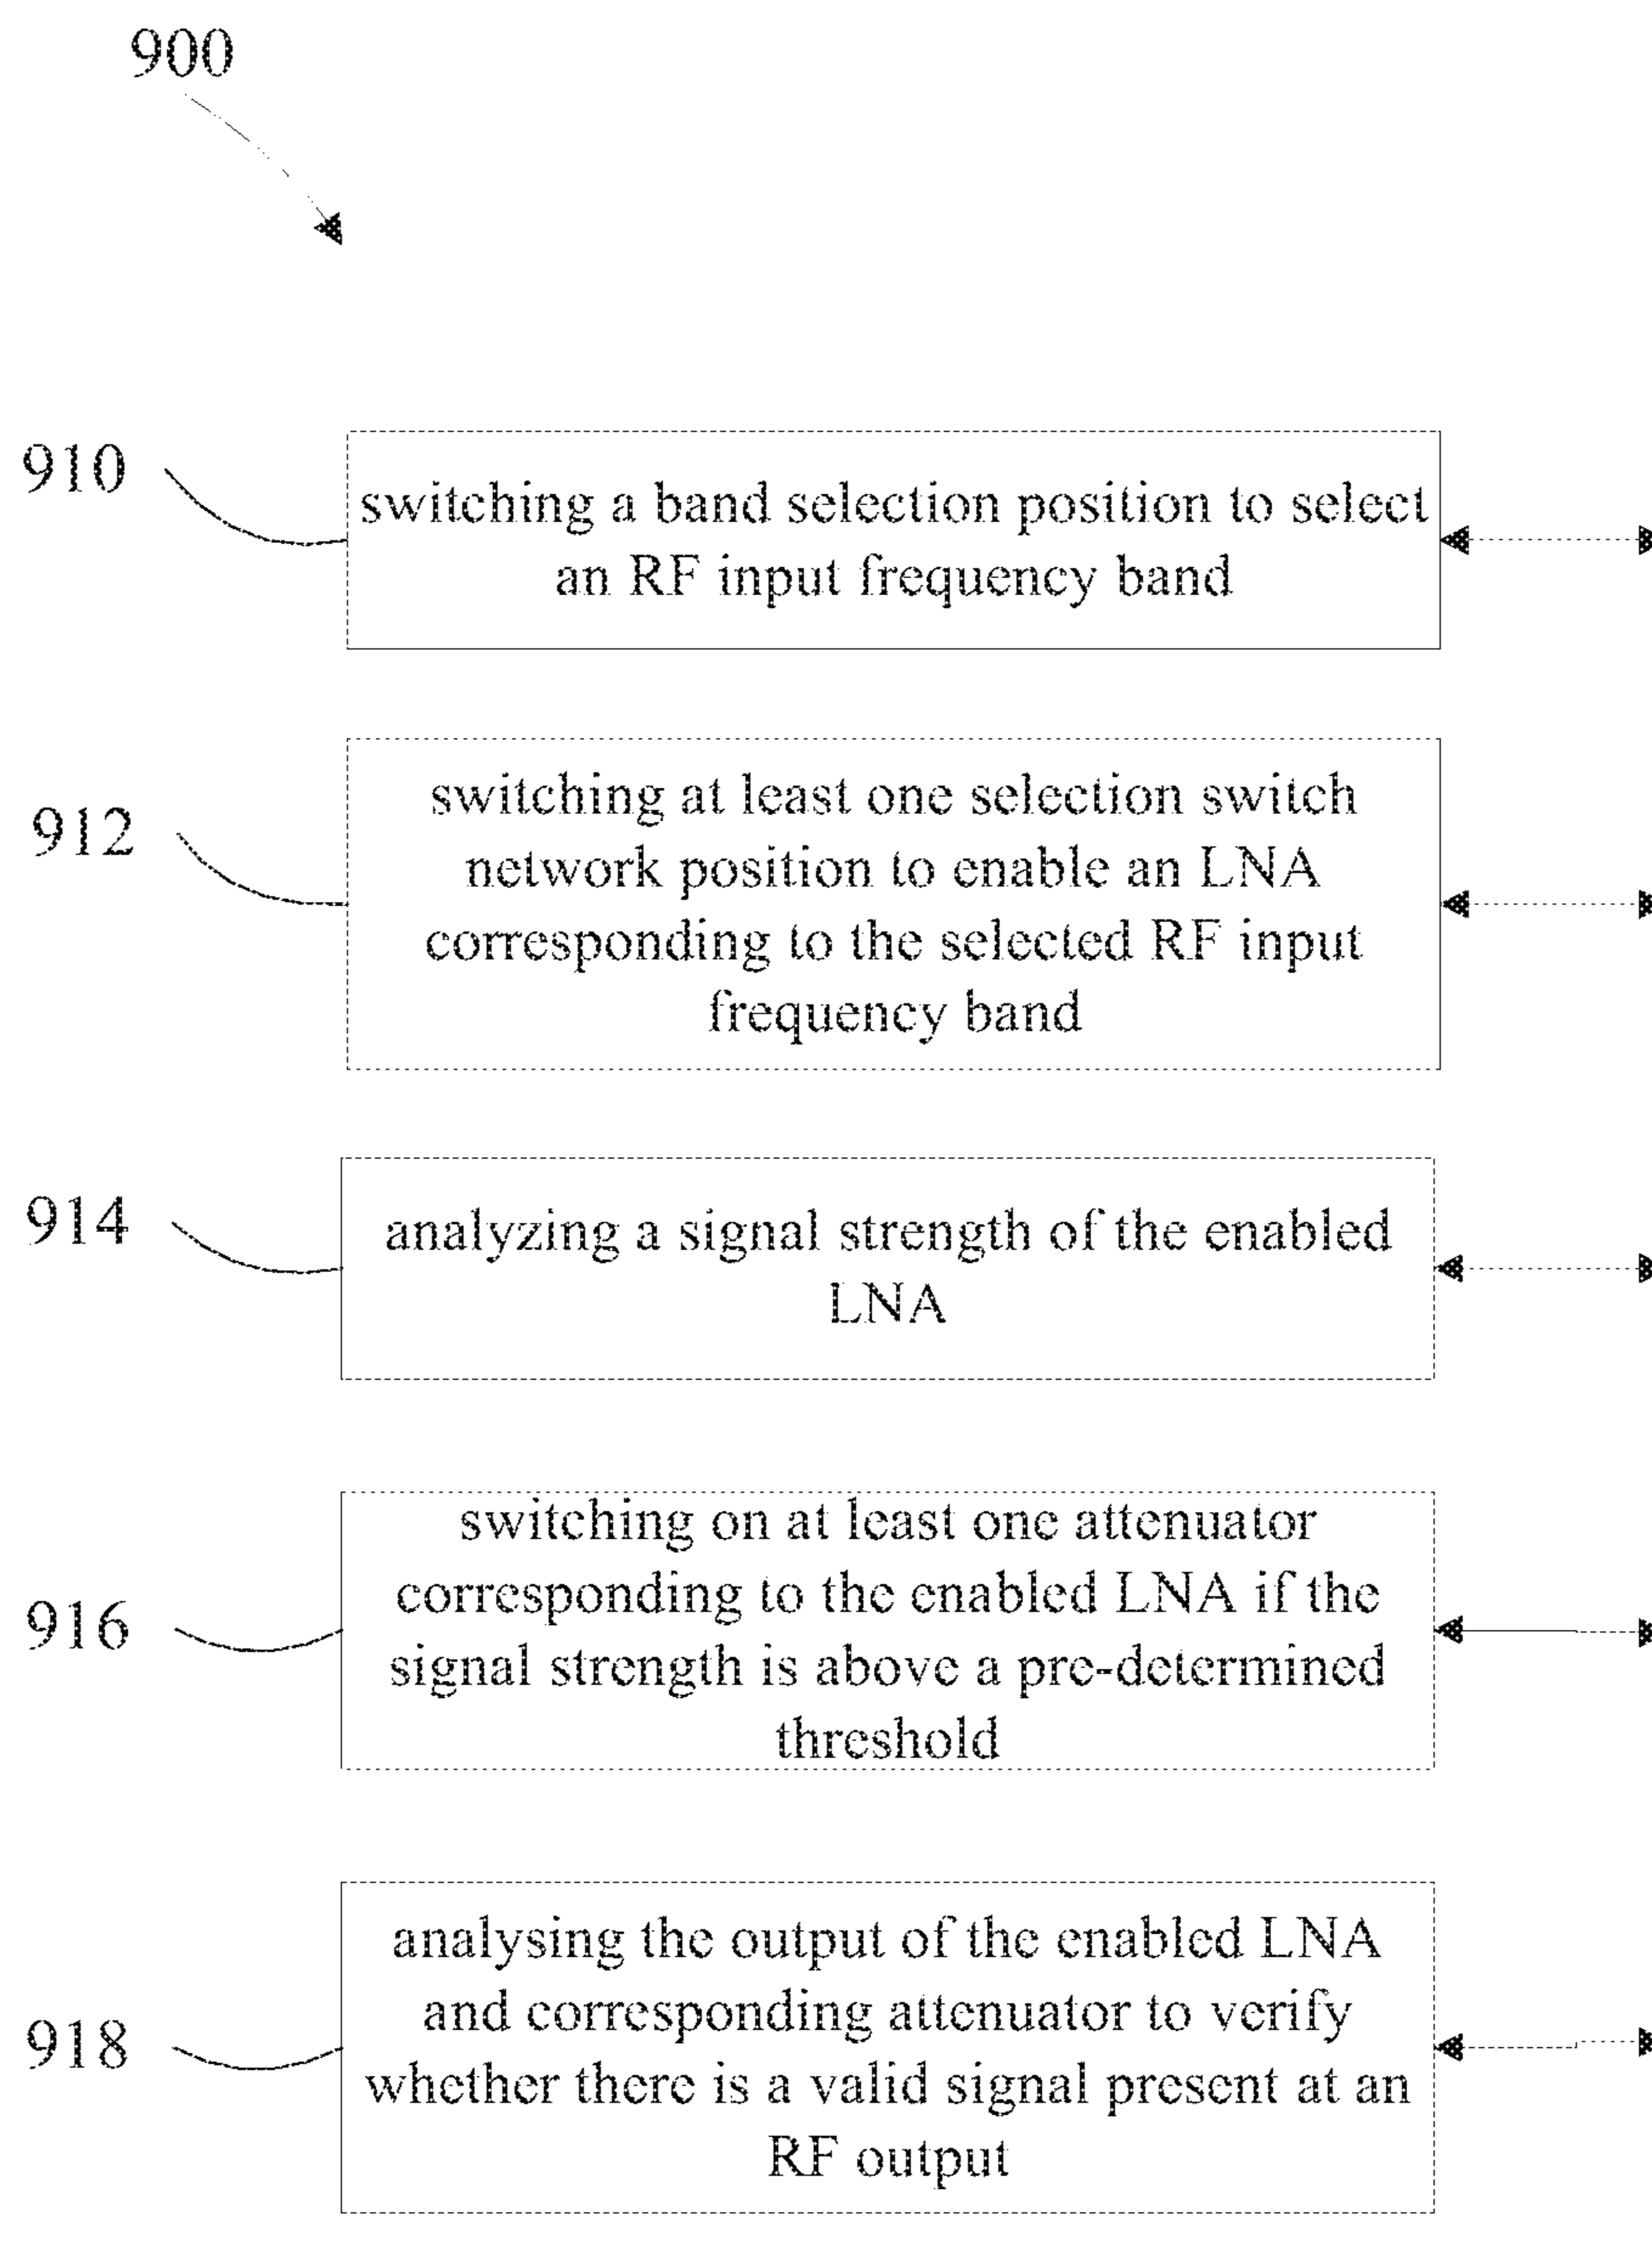 900
910
switching a band selection position to select
an RF input frequency band
912
switching at least one selection switch
network position to enable an LNA
corresponding to the selected RF input
frequency band
914
analyzing a signal strength of the enabled
LNA
916
switching on at least one attenuator
corresponding to the enabled LNA if the
signal strength is above a pre-determined
threshold
918
analysing the output of the enabled LNA
and corresponding attenuator to verify
whether there is a valid signal present at an
RF output